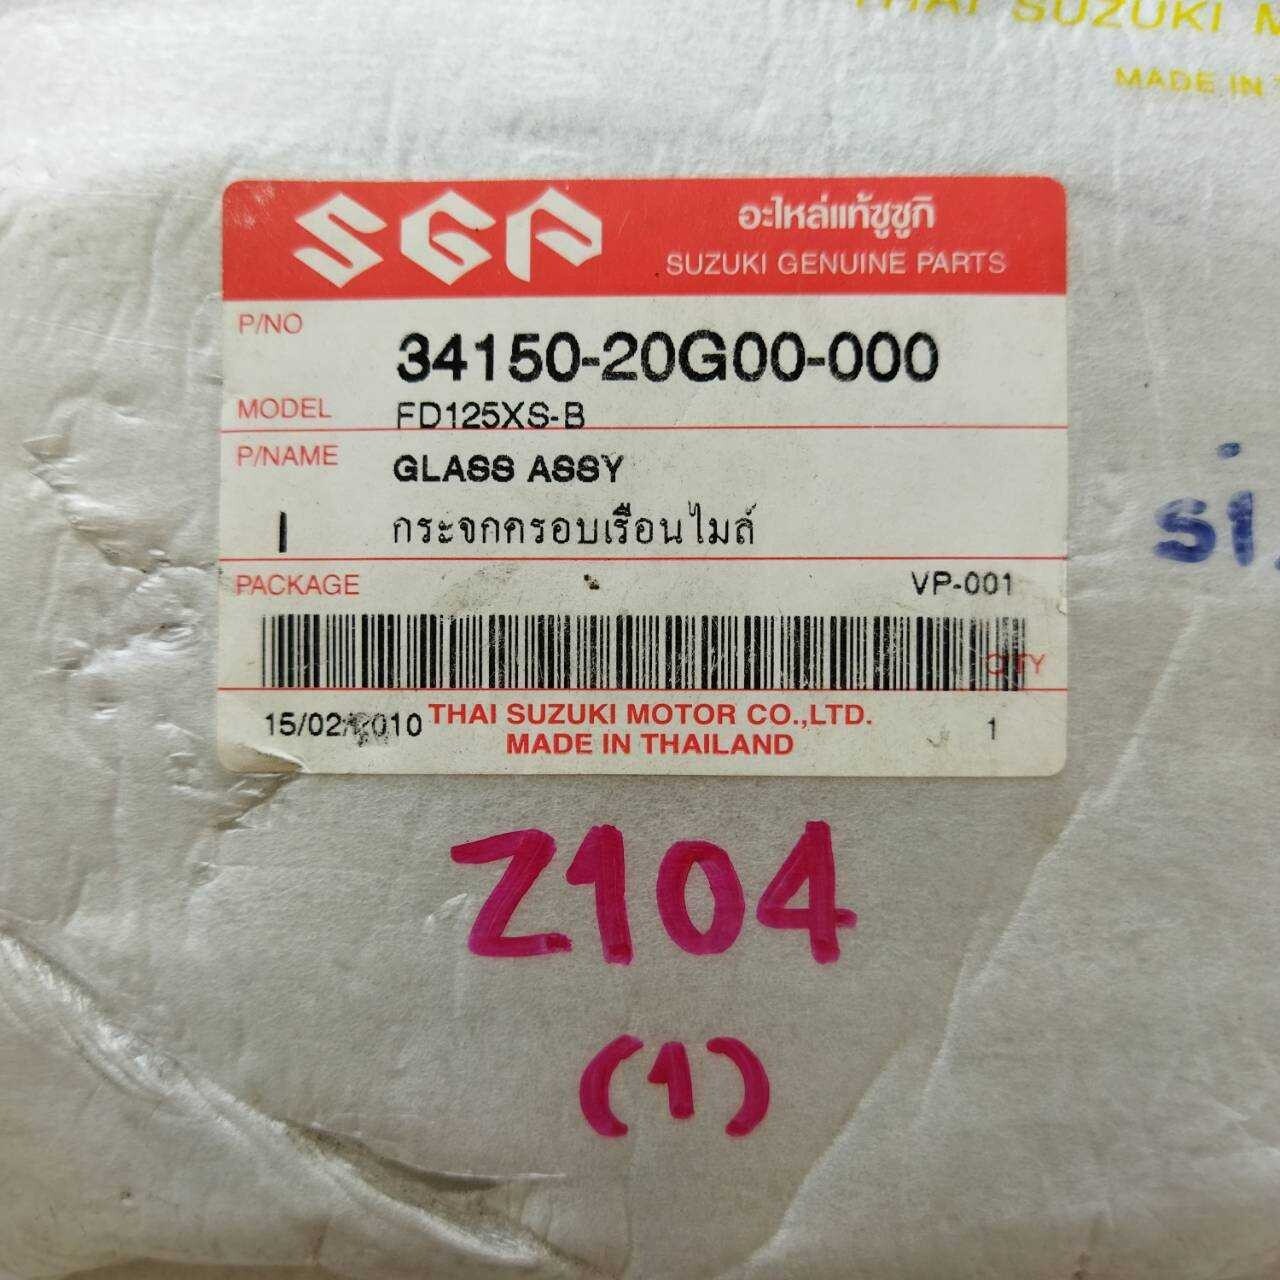 THAI SUZUKI M
MADE IN
SGP
อะไหล่แท้ซูซูกิ
SUZUKI GENUINE PARTS
P/NO
34150-20G00-000
MODEL
FD125XS-B
P/NAME
GLASS ASSY
I
กระจกครอบเรือนไมล์
PACKAGE
VP-001
QTY
15/02/2010
THAI SUZUKI MOTOR CO.,LTD.
MADE IN THAILAND
1
Z104
(1)